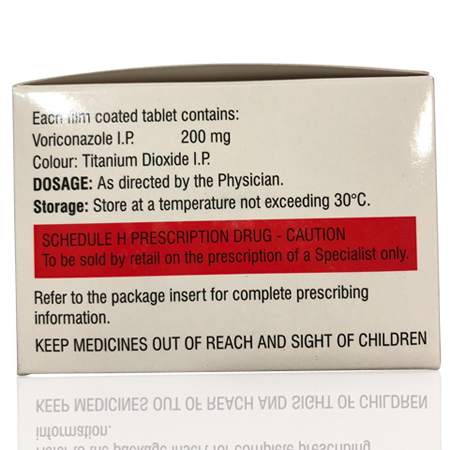 Each film coated tablet contains:
Voriconazole I.P. 200 mg
Colour: Titanium Dioxide I.P.
DOSAGE: As directed by the Physician.
Storage: Store at a temperature not exceeding 30°C.
SCHEDULE H PRESCRIPTION DRUG - CAUTION
To be sold by retail on the prescription of a Specialist only.
Refer to the package insert for complete prescribing
information.
KEEP MEDICINES OUT OF REACH AND SIGHT OF CHILDREN